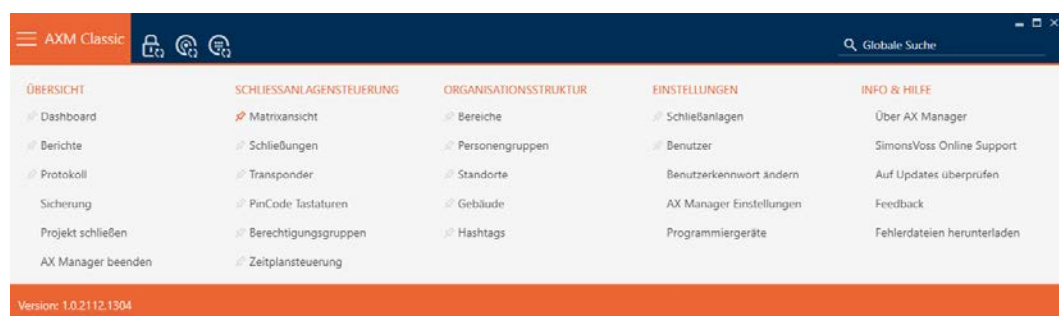 AXM Classic
Globale Suche
ÜBERSICHT
Dashboard
Berichte
Protokoll
Sicherung
Projekt schließen
AX Manager beenden
SCHLIESSANLAGENSTEUERUNG
Matrixansicht
Schließungen
Transponder
PinCode Tastaturen
Berechtigungsgruppen
Zeitplansteuerung
ORGANISATIONSSTRUKTUR
Bereiche
Personengruppen
Standorte
Gebäude
Hashtags
EINSTELLUNGEN
Schließanlagen
Benutzer
Benutzerkennwort ändern
AX Manager Einstellungen
Programmiergeräte
INFO & HILFE
Über AX Manager
SimonsVoss Online Support
Auf Updates überprüfen
Feedback
Fehlerdateien herunterladen
Version: 1.0.2112.1304